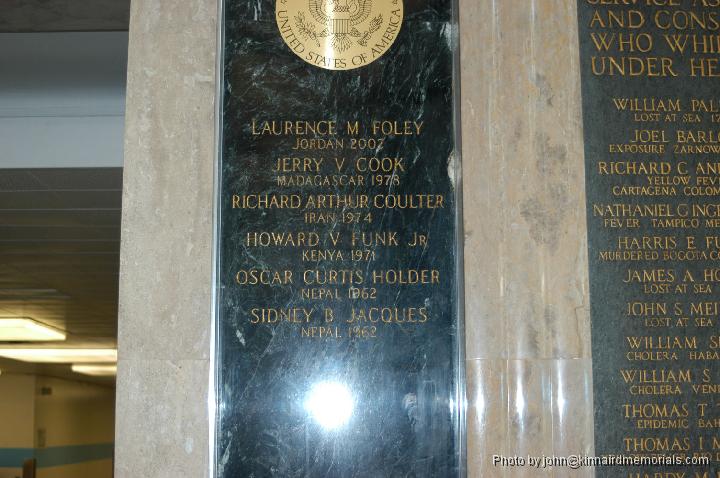 UNITED STATES OF AMERICA
LAURENCE M FOLEY
JORDAN 2002
JERRY V COOK
MADAGASCAR 1978
RICHARD ARTHUR COULTER
IRAN 1974
HOWARD V FUNK JR
KENYA 1971
OSCAR CURTIS HOLDER
NEPAL 1962
SIDNEY B JACQUES
NEPAL 1962
AND CONS
WHO WHI
UNDER HE
WILLIAM PAL
LOST AT SEA 17
JOEL BARLO
EXPOSURE ZARNOW
RICHARD C AN
YELLOW FEV
CARTAGENA COLOM
NATHANIEL G ING
FEVER TAMPICO ME
HARRIS E FU
MURDERED BOGOTA CO
JAMES A HO
LOST AT SEA
JOHN S MEI
LOST AT SEA
WILLIAM S
CHOLERA HABA
WILLIAM S
CHOLERA VEN
THOMAS T
EPIDEMIC BAH
THOMAS I M
Photo by john@kinnairdmemorials.com